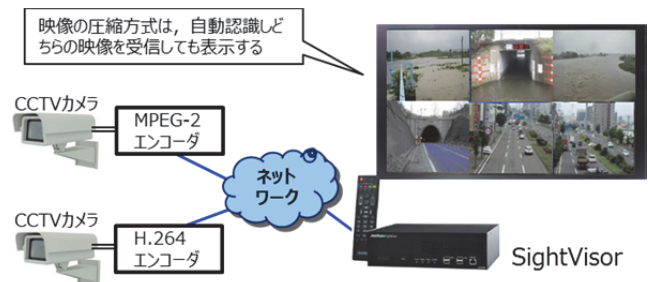 映像の圧縮方式は，自動認識しど
ちらの映像を受信しても表示する
CCTVカメラ
MPEG-2
エンコーダ
ネット
ワーク
CCTVカメラ
H.264
エンコーダ
SightVisor